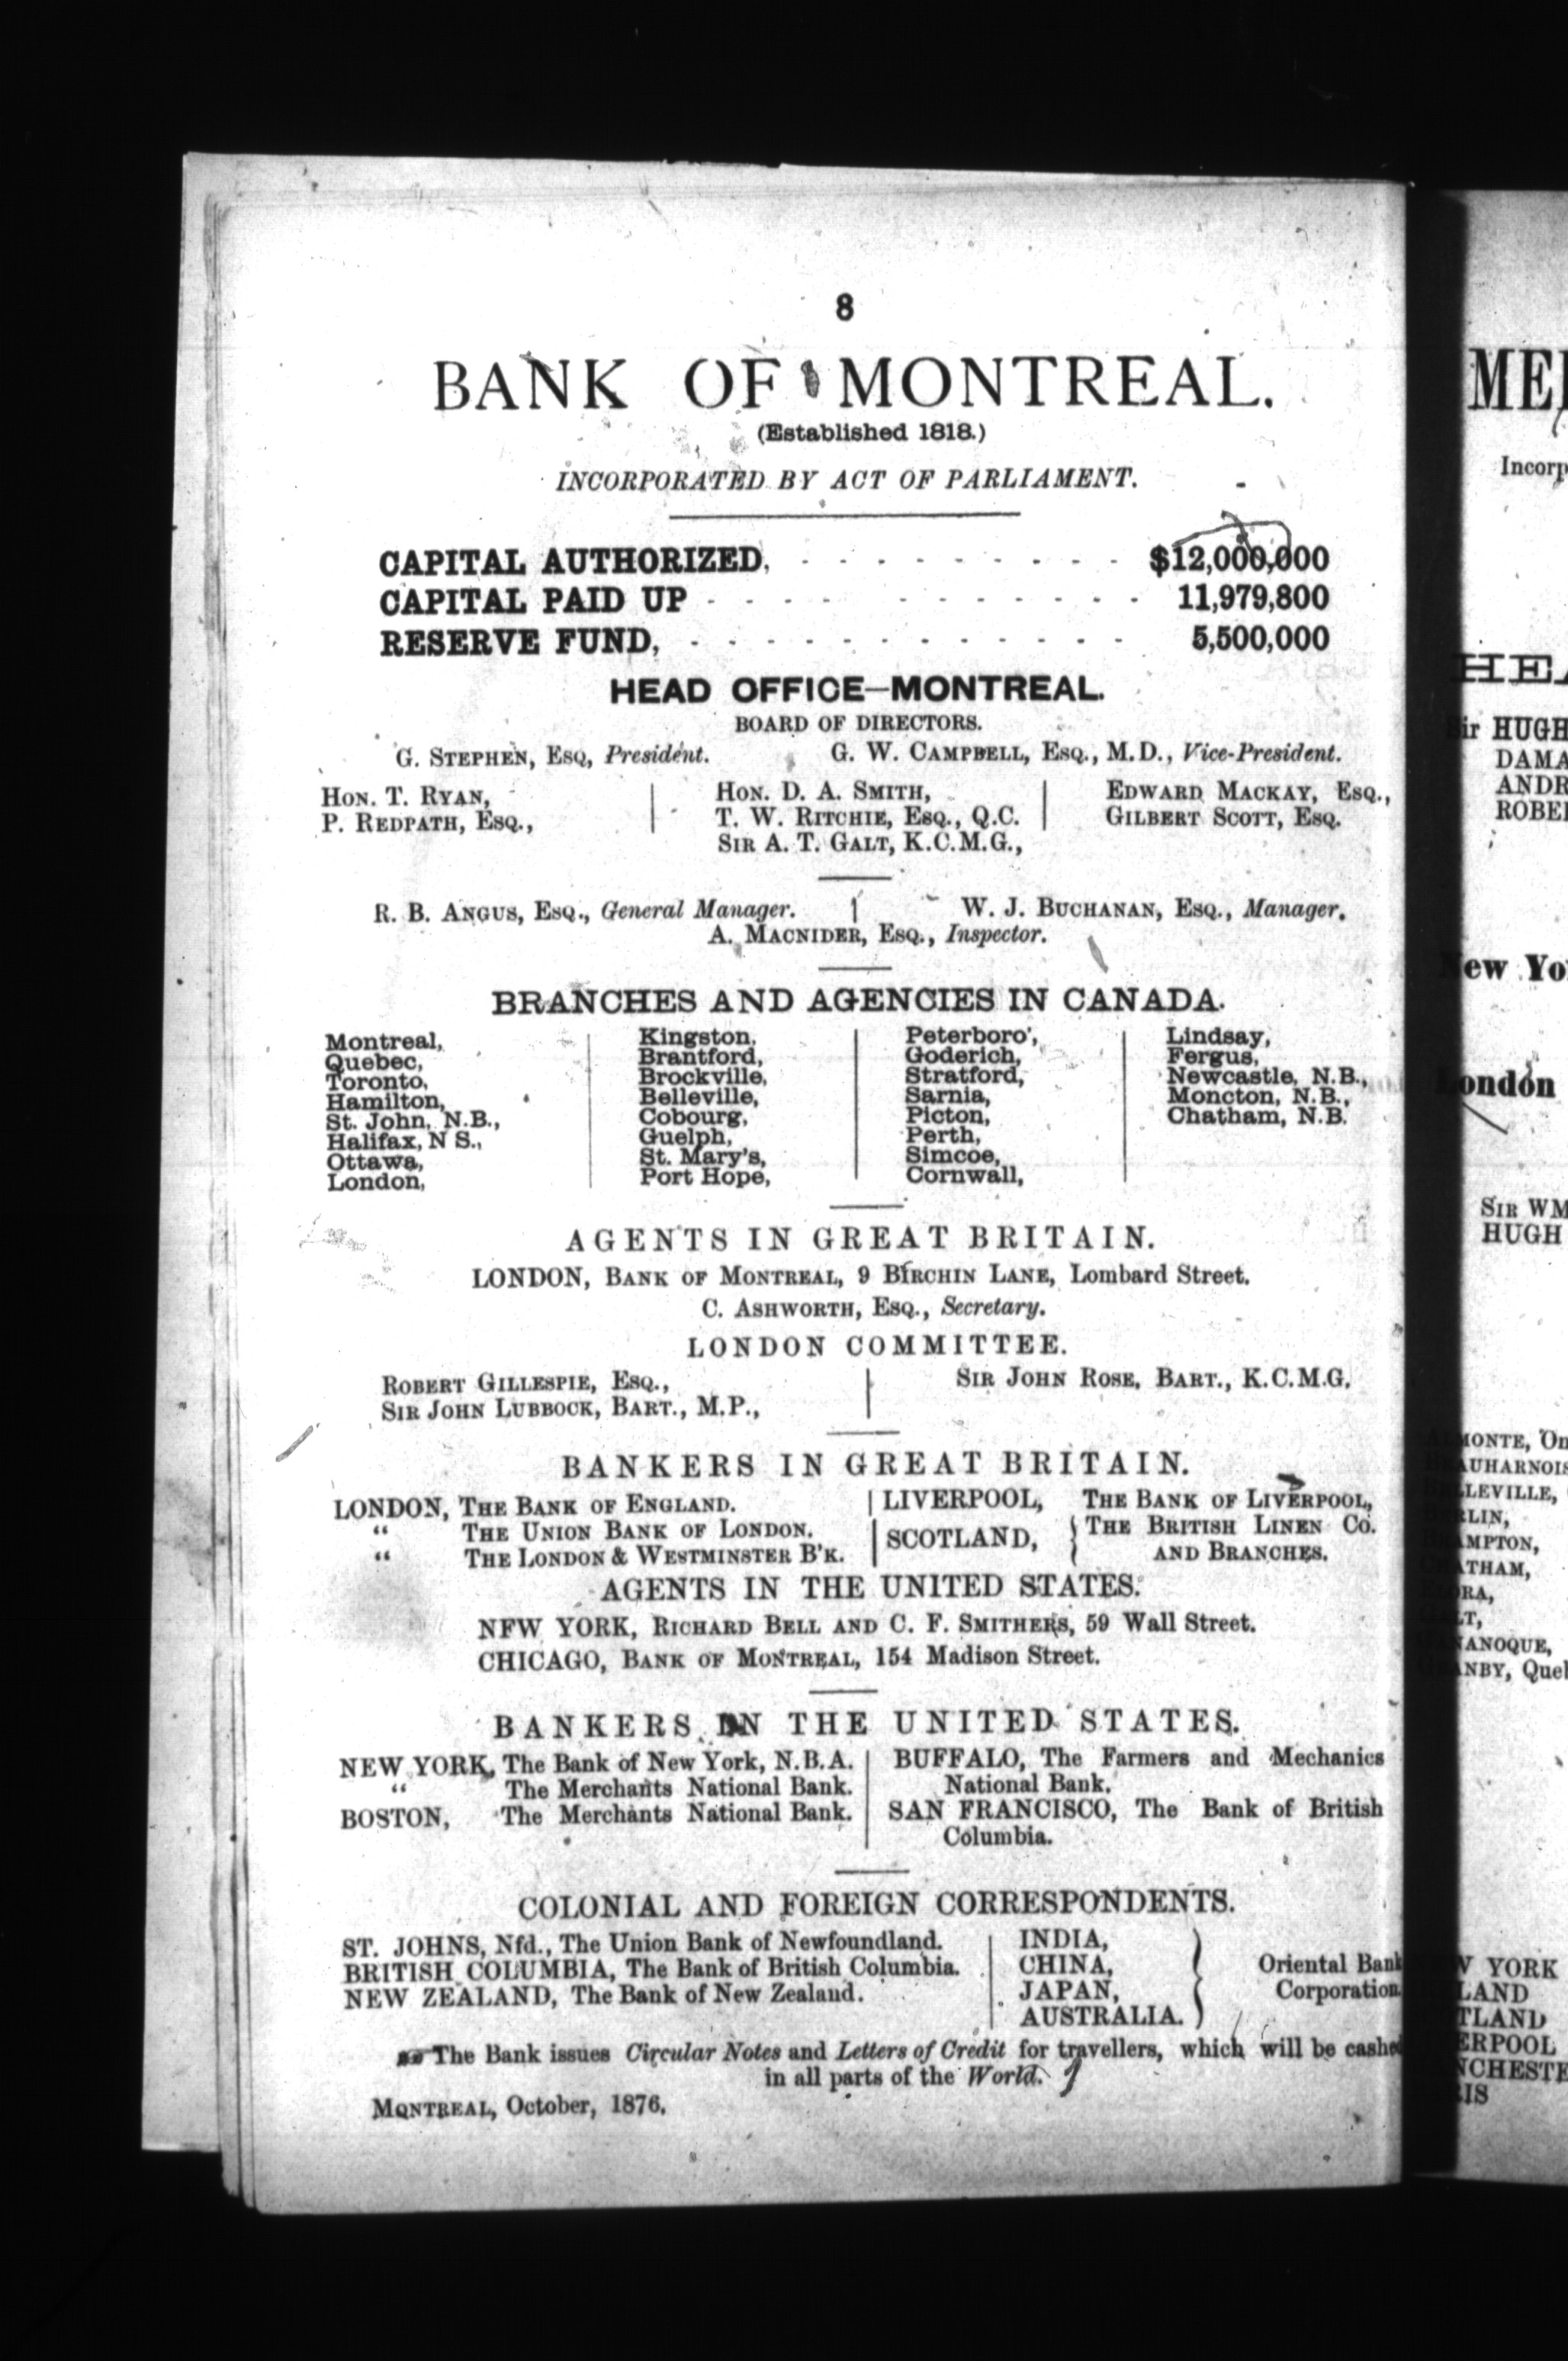 8
BANK OF MONTREAL.
(Established 1818.)
INCORPORATED BY ACT OF PARLIAMENT.
CAPITAL AUTHORIZED, - - - - - - - - - $12,000,000
CAPITAL PAID UP - - - - - - - - - - - - 11,979,800
RESERVE FUND, - - - - - - - - - - - - 5,500,000
HEAD OFFICE—MONTREAL.
BOARD OF DIRECTORS.
G. STEPHEN, ESQ, President. G. W. CAMPBELL, ESQ., M.D., Vice-President.
HON. T. RYAN,
P. REDPATH, ESQ.,
HON. D. A. SMITH,
T. W. RITCHIE, ESQ., Q.C.
SIR A. T. GALT, K.C.M.G.,
EDWARD MACKAY, ESQ.,
GILBERT SCOTT, ESQ.
R. B. ANGUS, ESQ., General Manager. W. J. BUCHANAN, ESQ., Manager.
A. MACNIDER, ESQ., Inspector.
BRANCHES AND AGENCIES IN CANADA.
Montreal,
Quebec,
Toronto,
Hamilton,
St. John, N.B.,
Halifax, N S.,
Ottawa,
London,
Kingston,
Brantford,
Brockville,
Belleville,
Cobourg,
Guelph,
St. Mary's,
Port Hope,
Peterboro',
Goderich,
Stratford,
Sarnia,
Picton,
Perth,
Simcoe,
Cornwall,
Lindsay,
Fergus,
Newcastle, N.B.,
Moncton, N.B.,
Chatham, N.B.
AGENTS IN GREAT BRITAIN.
LONDON, BANK OF MONTREAL, 9 BIRCHIN LANE, Lombard Street.
C. ASHWORTH, ESQ., Secretary.
LONDON COMMITTEE.
ROBERT GILLESPIE, ESQ.,
SIR JOHN LUBBOCK, BART., M.P.,
SIR JOHN ROSE, BART., K.C.M.G.
BANKERS IN GREAT BRITAIN.
LONDON, THE BANK OF ENGLAND.
“ THE UNION BANK OF LONDON.
“ THE LONDON & WESTMINSTER B'K.
LIVERPOOL, THE BANK OF LIVERPOOL,
SCOTLAND, THE BRITISH LINEN CO.
AND BRANCHES.
AGENTS IN THE UNITED STATES.
NEW YORK, RICHARD BELL AND C. F. SMITHERS, 59 Wall Street.
CHICAGO, BANK OF MONTREAL, 154 Madison Street.
BANKERS IN THE UNITED STATES.
NEW YORK, The Bank of New York, N.B.A.
“ The Merchants National Bank.
BOSTON, The Merchants National Bank.
BUFFALO, The Farmers and Mechanics
National Bank.
SAN FRANCISCO, The Bank of British
Columbia.
COLONIAL AND FOREIGN CORRESPONDENTS.
ST. JOHNS, Nfd., The Union Bank of Newfoundland.
BRITISH COLUMBIA, The Bank of British Columbia.
NEW ZEALAND, The Bank of New Zealand.
INDIA,
CHINA,
JAPAN,
AUSTRALIA.
Oriental Bank
Corporation.
The Bank issues Circular Notes and Letters of Credit for travellers, which will be cashed
in all parts of the World.
MONTREAL, October, 1876.
Incorp
HUGH
DAMA
ANDR
ROBE
ew Yo
ondon
SIR WM
HUGH
YORK